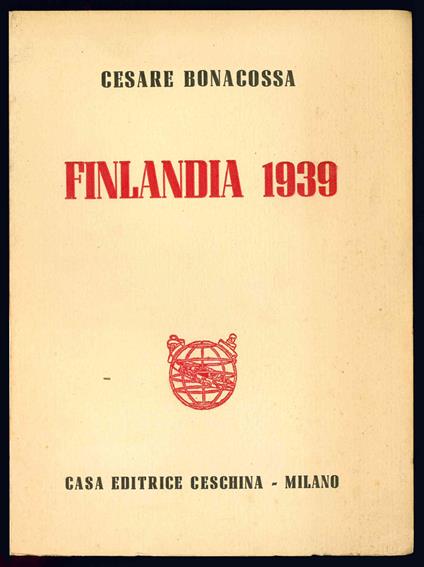 CESARE BONACOSSA
FINLANDIA 1939
CASA EDITRICE CESCHINA - MILANO